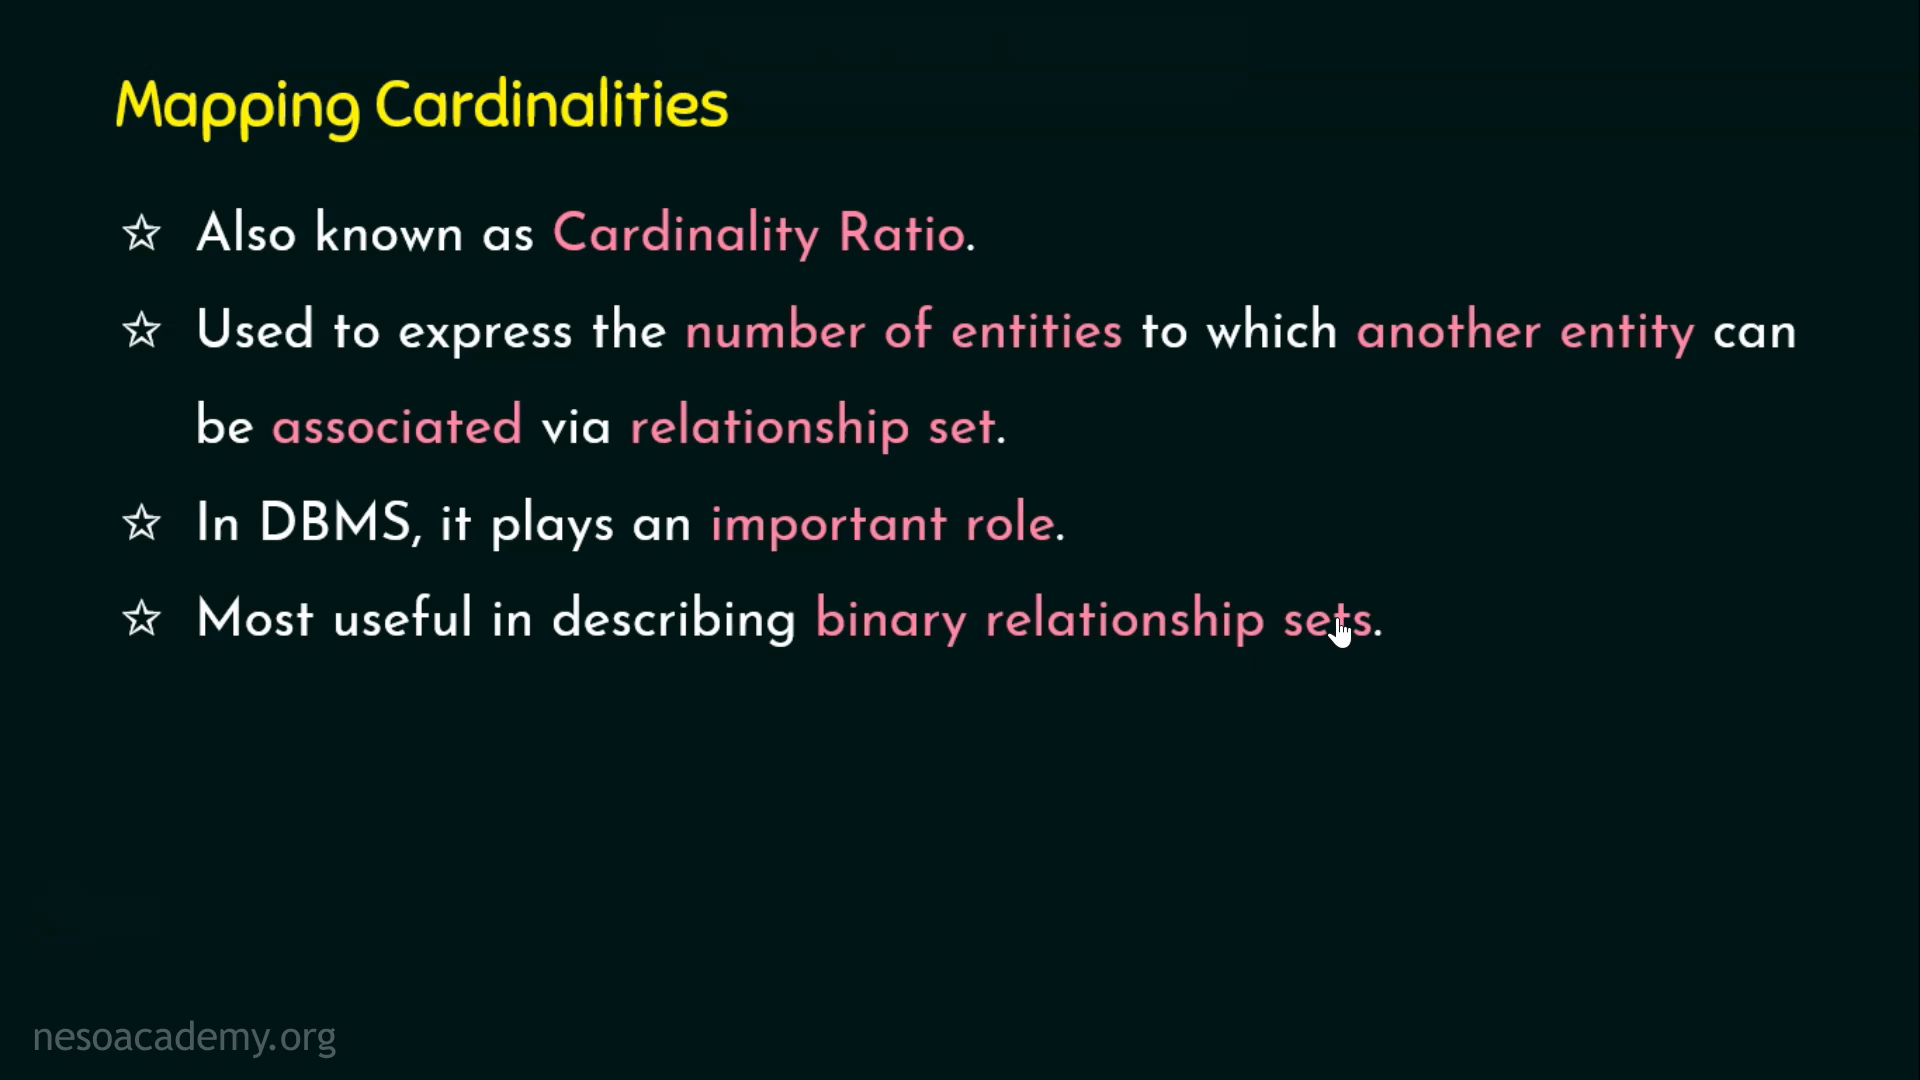 Mapping Cardinalities
☆ Also known as Cardinality Ratio.
☆ Used to express the number of entities to which another entity can
be associated via relationship set.
☆ In DBMS, it plays an important role.
☆ Most useful in describing binary relationship sets.
nesoacademy.org